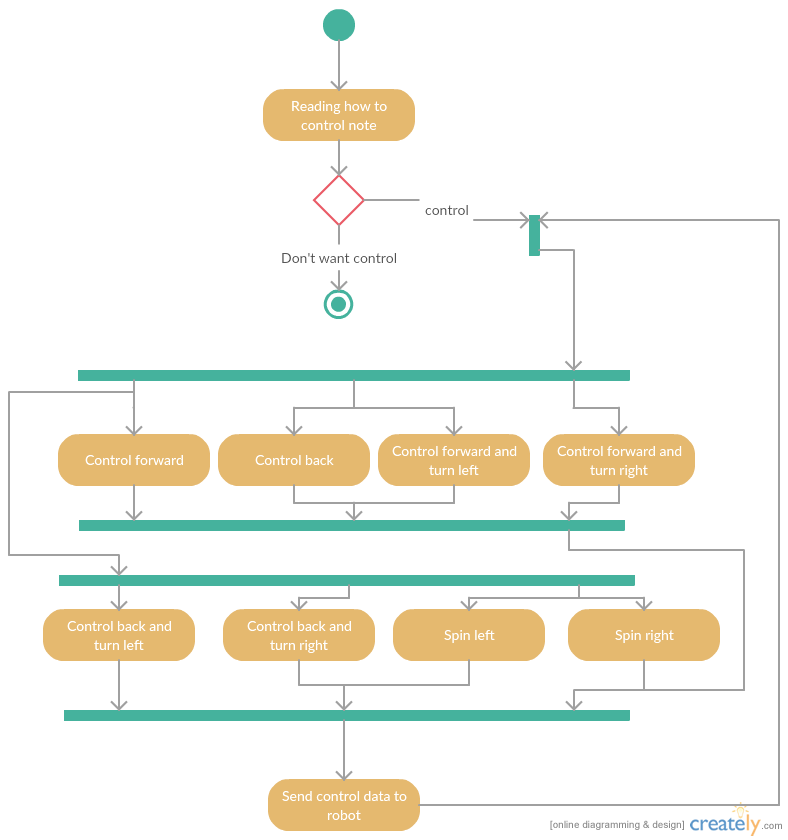 Reading how to
control note
control
Don't want control
Control forward
Control back
Control forward and
turn left
Control forward and
turn right
Control back and
turn left
Control back and
turn right
Spin left
Spin right
Send control data to
robot
[online diagramming & design] creately.com